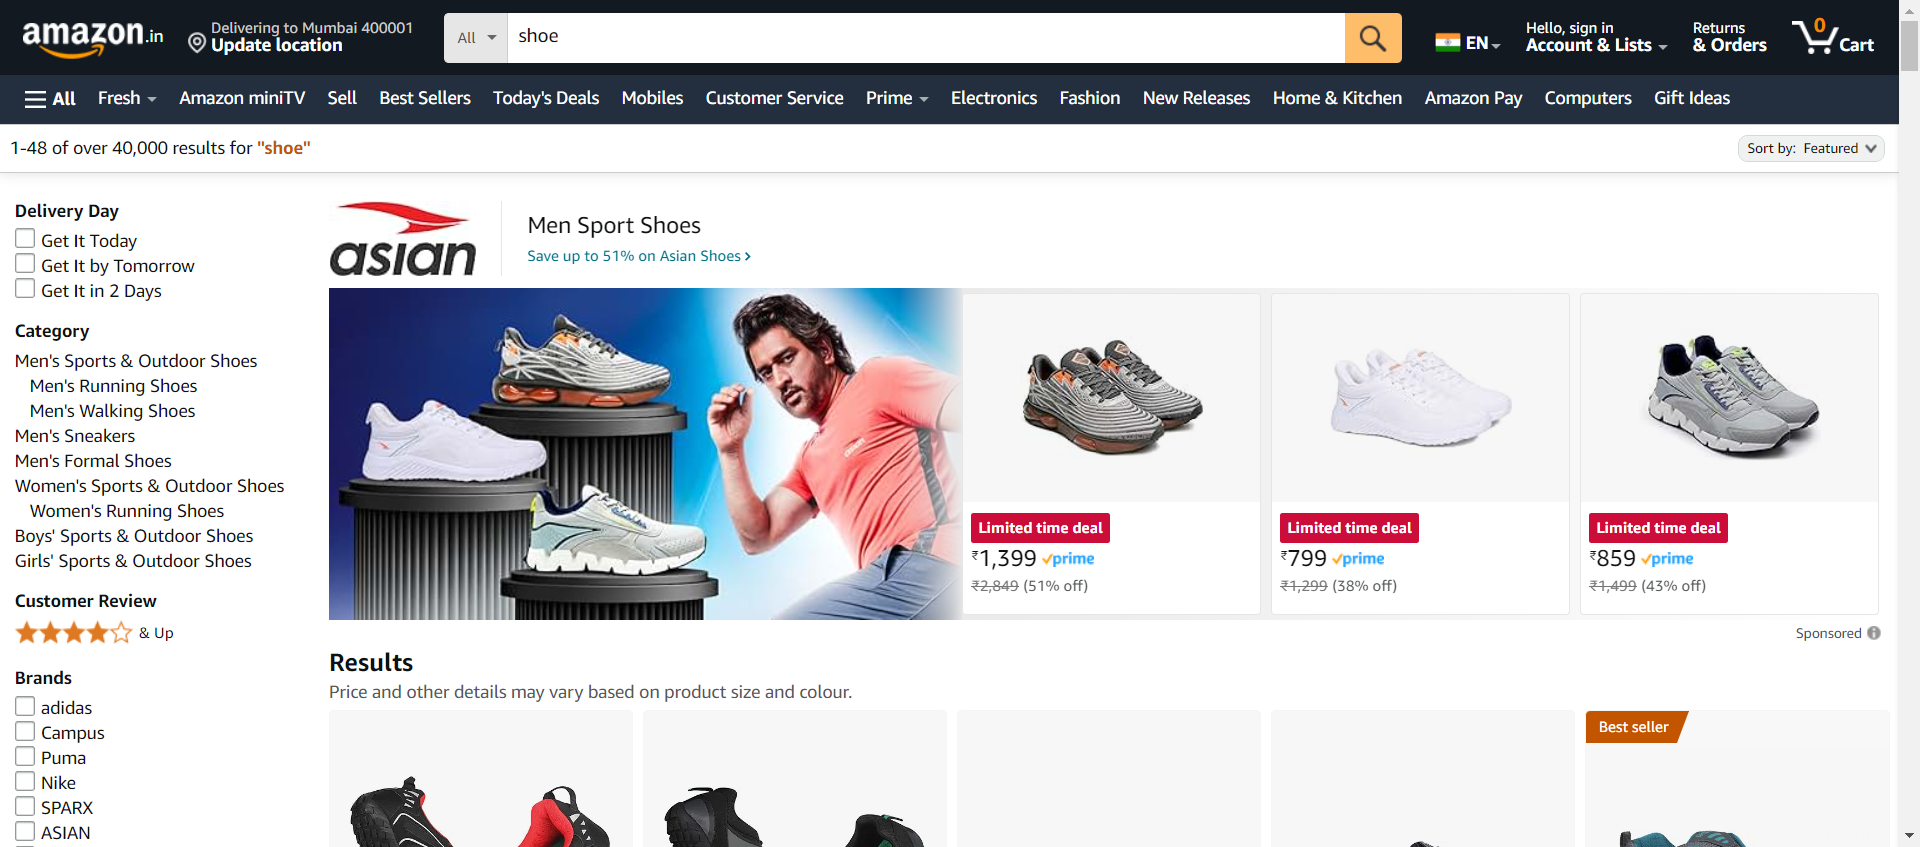 amazon.in
Delivering to Mumbai 400001
Update location
All
shoe
EN
Hello, sign in
Account & Lists
Returns
& Orders
0
Cart
All Fresh Amazon miniTV Sell Best Sellers Today's Deals Mobiles Customer Service Prime Electronics Fashion New Releases Home & Kitchen Amazon Pay Computers Gift Ideas
1-48 of over 40,000 results for "shoe"
Sort by: Featured
Delivery Day
Get It Today
Get It by Tomorrow
Get It in 2 Days
Category
Men's Sports & Outdoor Shoes
Men's Running Shoes
Men's Walking Shoes
Men's Sneakers
Men's Formal Shoes
Women's Sports & Outdoor Shoes
Women's Running Shoes
Boys' Sports & Outdoor Shoes
Girls' Sports & Outdoor Shoes
Customer Review
& Up
Brands
adidas
Campus
Puma
Nike
SPARX
ASIAN
asian
Men Sport Shoes
Save up to 51% on Asian Shoes
Limited time deal
₹1,399 prime
₹2,849 (51% off)
Limited time deal
₹799 prime
₹1,299 (38% off)
Limited time deal
₹859 prime
₹1,499 (43% off)
Sponsored
Results
Price and other details may vary based on product size and colour.
Best seller